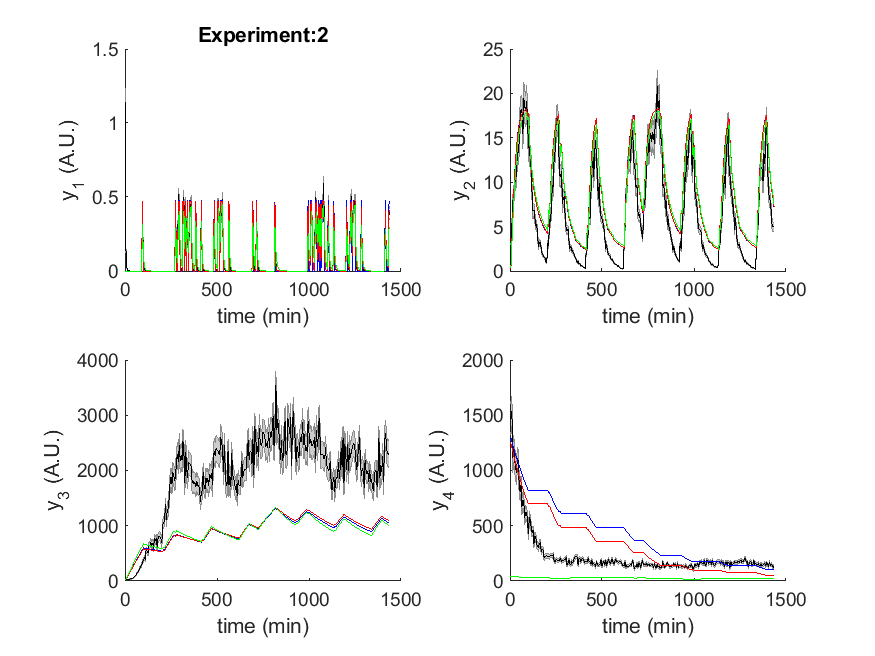 Experiment:2
1.5
1
0.5
0
0 500 1000 1500
y1 (A.U.)
time (min)
25
20
15
10
5
0
0 500 1000 1500
y2 (A.U.)
time (min)
4000
3000
2000
1000
0
0 500 1000 1500
y3 (A.U.)
time (min)
2000
1500
1000
500
0
0 500 1000 1500
y4 (A.U.)
time (min)